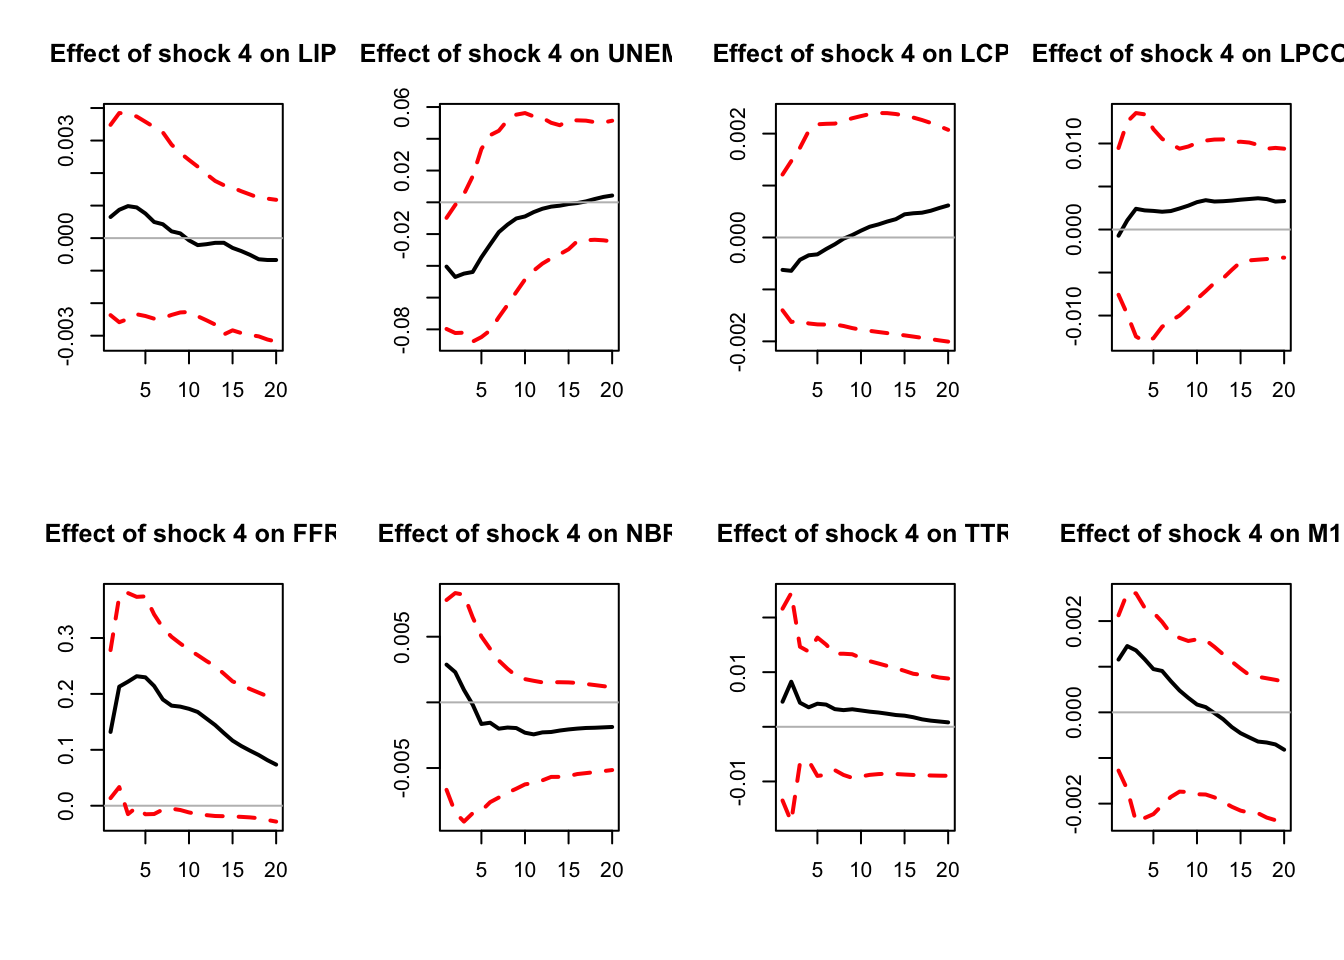 Effect of shock 4 on LIP
Effect of shock 4 on UNEM
Effect of shock 4 on LCP
Effect of shock 4 on LPCO
0.003
0.000
-0.003
5 10 15 20
0.06
0.02
-0.02
-0.08
5 10 15 20
0.002
0.000
-0.002
5 10 15 20
0.010
0.000
-0.010
5 10 15 20
Effect of shock 4 on FFR
Effect of shock 4 on NBR
Effect of shock 4 on TTR
Effect of shock 4 on M1
0.3
0.2
0.1
0.0
5 10 15 20
0.005
-0.005
5 10 15 20
0.01
-0.01
5 10 15 20
0.002
0.000
-0.002
5 10 15 20